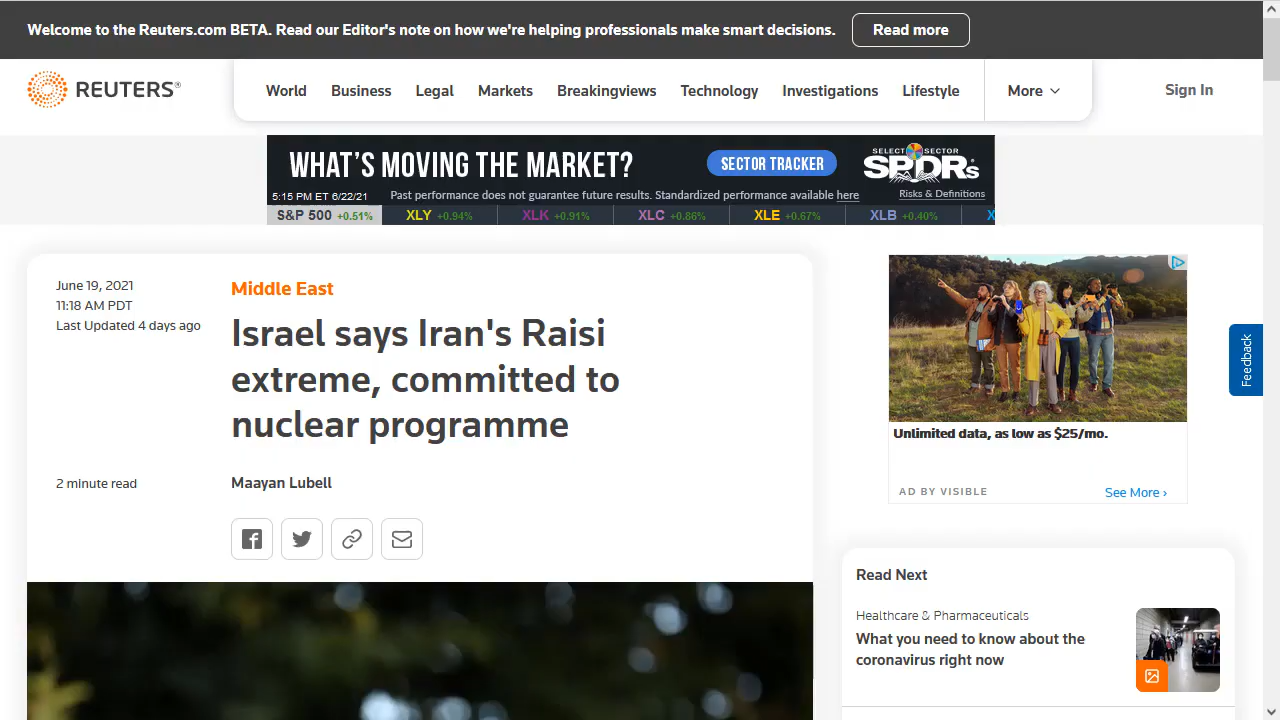 Welcome to the Reuters.com BETA. Read our Editor's note on how we're helping professionals make smart decisions.
Read more
REUTERS®
World
Business
Legal
Markets
Breakingviews
Technology
Investigations
Lifestyle
More
Sign In
WHAT'S MOVING THE MARKET?
SECTOR TRACKER
SELECT SECTOR
SPDRs
5:15 PM ET 6/22/21
Past performance does not guarantee future results. Standardized performance available here
Risks & Definitions
S&P 500 +0.51%
XLY +0.94%
XLK +0.91%
XLC +0.86%
XLE +0.67%
XLB +0.40%
X
June 19, 2021
11:18 AM PDT
Last Updated 4 days ago
Middle East
Israel says Iran's Raisi
extreme, committed to
nuclear programme
2 minute read
Maayan Lubell
Unlimited data, as low as $25/mo.
AD BY VISIBLE
See More ›
Feedback
Read Next
Healthcare & Pharmaceuticals
What you need to know about the
coronavirus right now